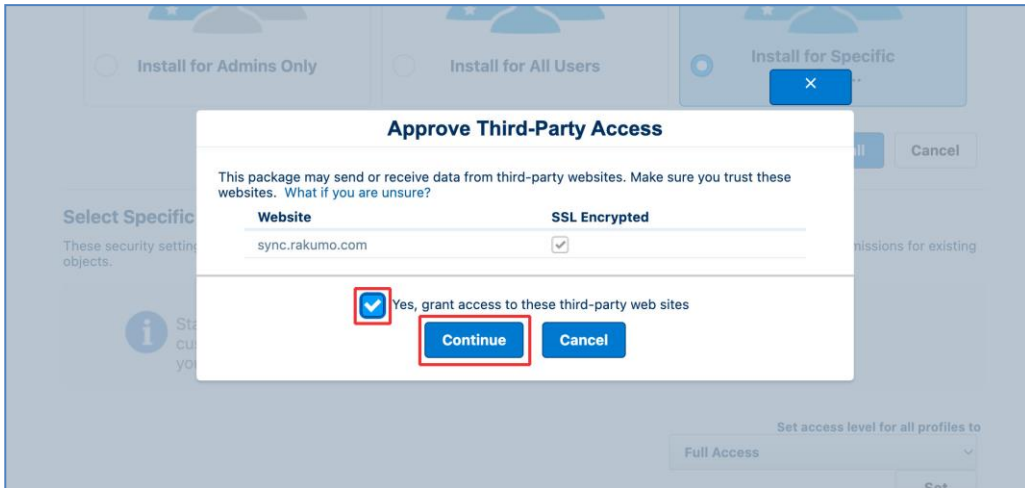 Install for Admins Only
Install for All Users
Install for Specific
...
×
Approve Third-Party Access
Cancel
This package may send or receive data from third-party websites. Make sure you trust these
websites. What if you are unsure?
Website SSL Encrypted
sync.rakumo.com
Select Specific
These security setting
missions for existing
objects.
Yes, grant access to these third-party web sites
Continue Cancel
Set access level for all profiles to
Full Access
Set